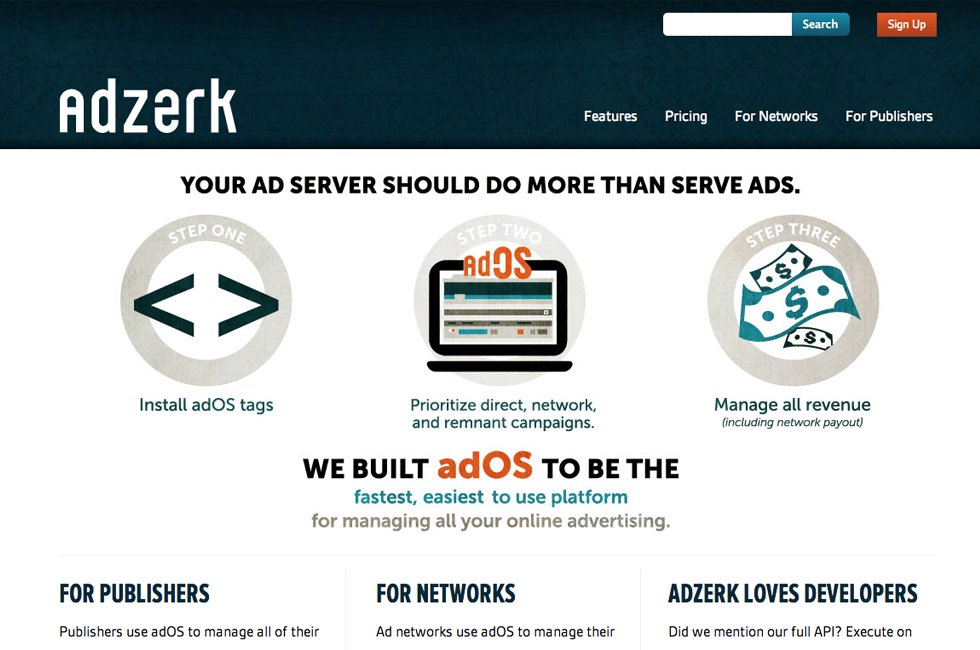 Search
Sign Up
adzerk
Features
Pricing
For Networks
For Publishers
YOUR AD SERVER SHOULD DO MORE THAN SERVE ADS.
STEP ONE
< >
Install adOS tags
STEP TWO
AdOS
Prioritize direct, network,
and remnant campaigns.
STEP THREE
$
$
$
Manage all revenue
(including network payout)
WE BUILT adOS TO BE THE
fastest, easiest to use platform
for managing all your online advertising.
FOR PUBLISHERS
Publishers use adOS to manage all of their
FOR NETWORKS
Ad networks use adOS to manage their
ADZERK LOVES DEVELOPERS
Did we mention our full API? Execute on